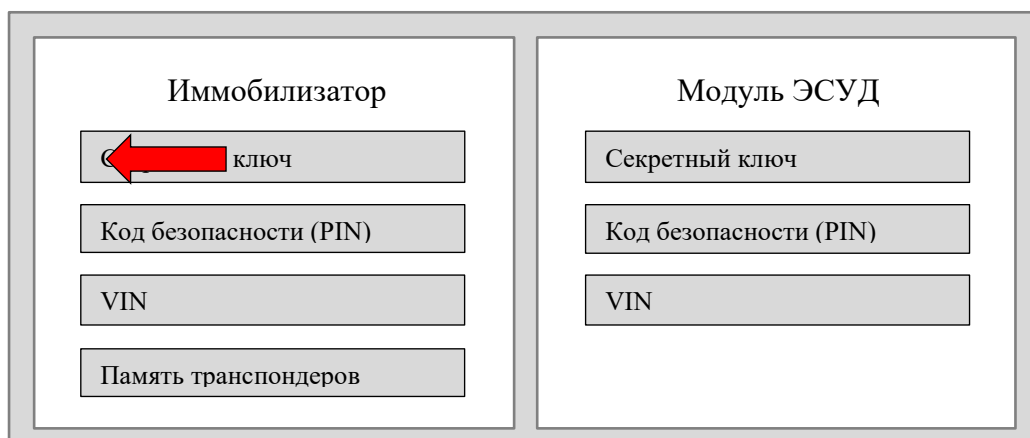 Иммобилизатор
ключ
Код безопасности (PIN)
VIN
Память транспондеров
Модуль ЭСУД
Секретный ключ
Код безопасности (PIN)
VIN